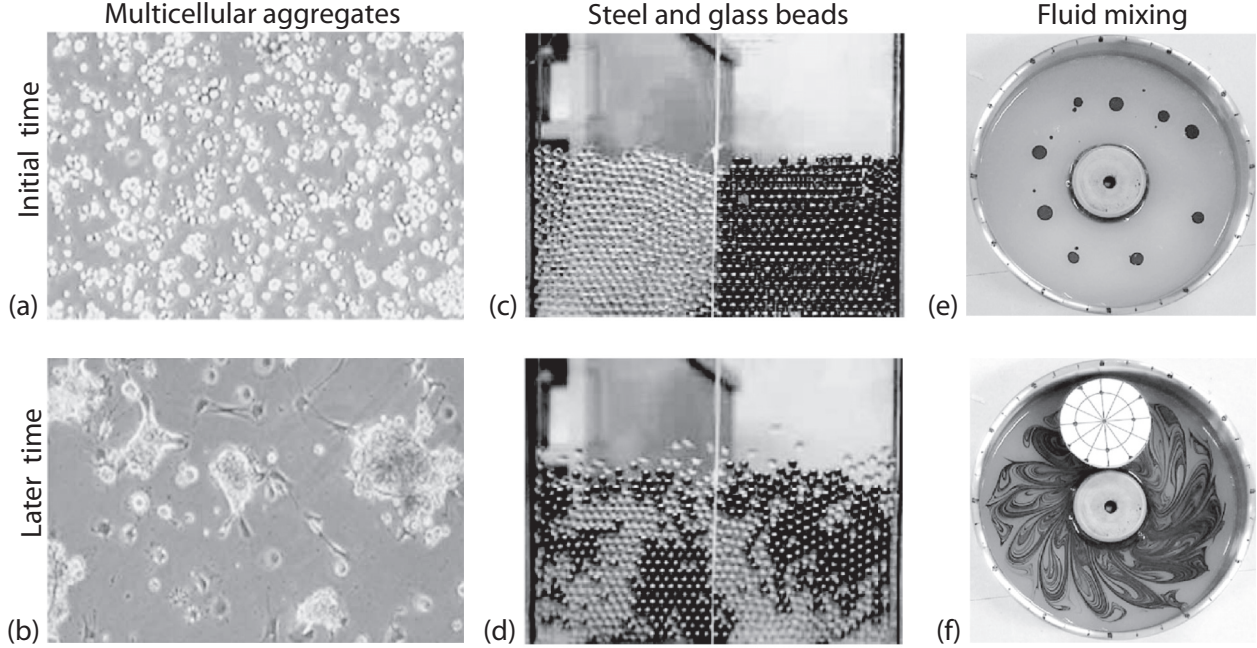 Multicellular aggregates
Steel and glass beads
Fluid mixing
Initial time
(a)
(c)
(e)
Later time
(b)
(d)
(f)